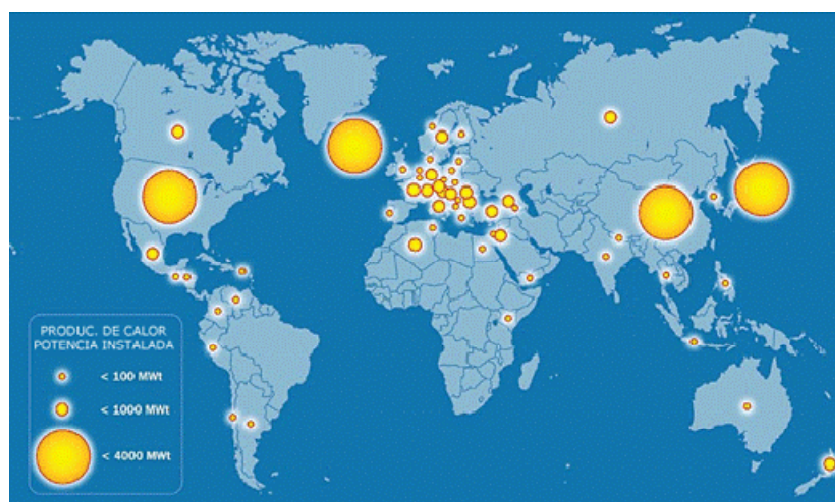 PRODUC. DE CALOR
POTENCIA INSTALADA
< 100 MWt
< 1000 MWt
< 4000 MWt